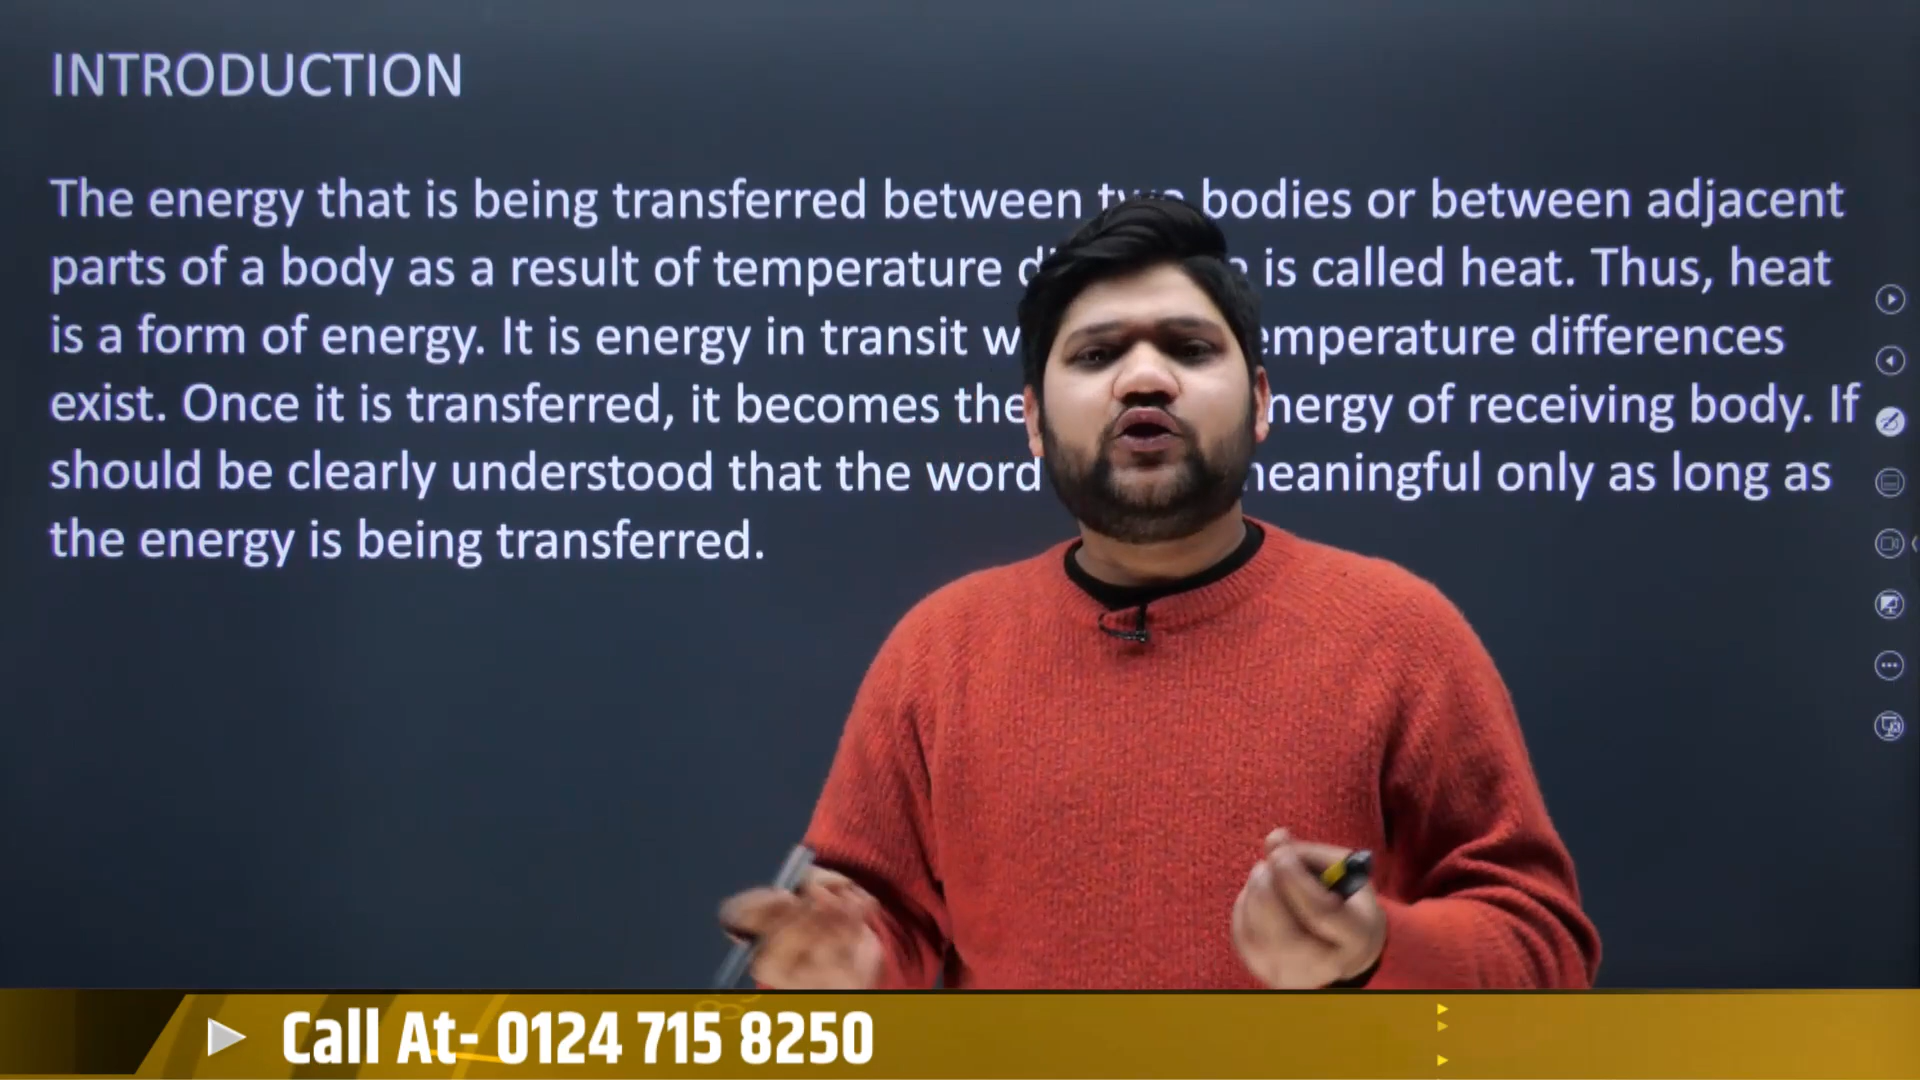 INTRODUCTION
The energy that is being transferred between bodies or between adjacent
parts of a body as a result of temperature is called heat. Thus, heat
is a form of energy. It is energy in transit differences
exist. Once it is transferred, it becomes of receiving body. If
should be clearly understood that the word only as long as
the energy is being transferred.
Call At- 0124 715 8250